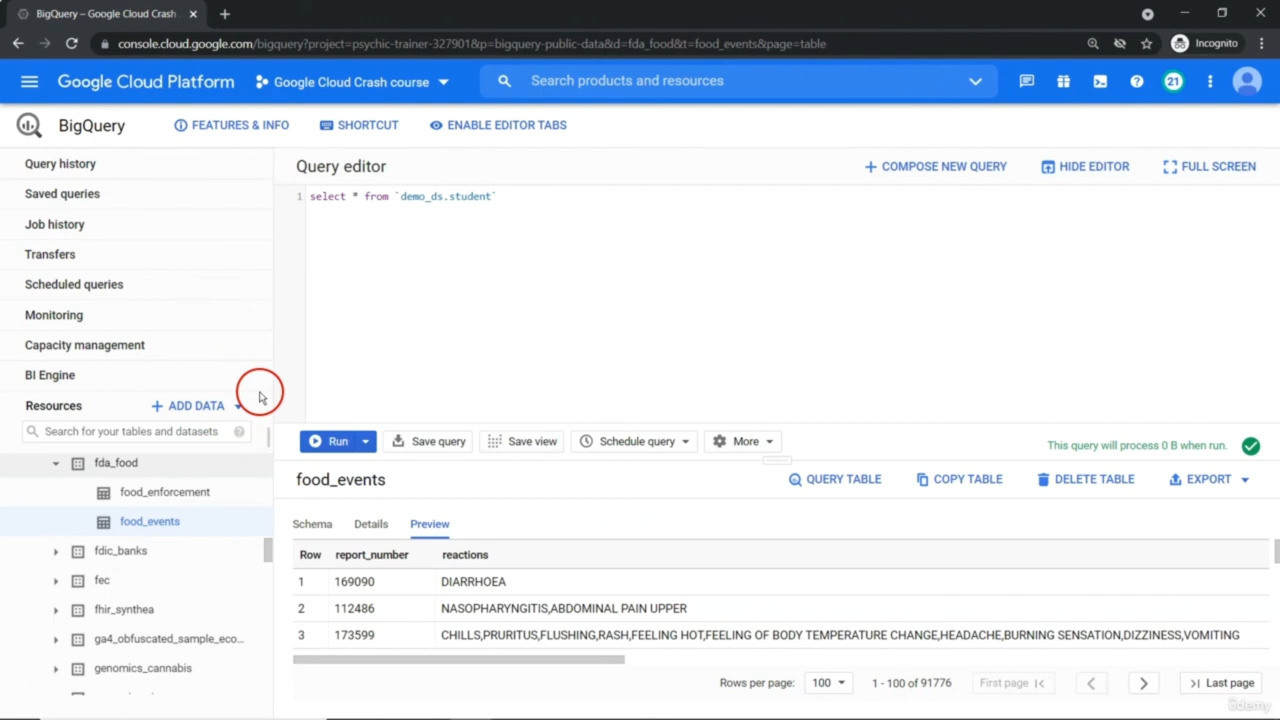 BigQuery – Google Cloud Crash
console.cloud.google.com/bigquery?project=psychic-trainer-327901&p=bigquery-public-data&d=fda_food&t=food_events&page=table
Incognito
Google Cloud Platform
Google Cloud Crash course
Search products and resources
21
BigQuery
FEATURES & INFO
SHORTCUT
ENABLE EDITOR TABS
Query history
Saved queries
Job history
Transfers
Scheduled queries
Monitoring
Capacity management
BI Engine
Resources
+ ADD DATA
Search for your tables and datasets
fda_food
food_enforcement
food_events
fdic_banks
fec
fhir_synthea
ga4_obfuscated_sample_eco...
genomics_cannabis
Query editor
+ COMPOSE NEW QUERY
HIDE EDITOR
FULL SCREEN
1 select * from `demo_ds.student`
Run
Save query
Save view
Schedule query
More
This query will process 0 B when run.
food_events
QUERY TABLE
COPY TABLE
DELETE TABLE
EXPORT
Schema Details Preview
Row report_number reactions
1 169090 DIARRHOEA
2 112486 NASOPHARYNGITIS,ABDOMINAL PAIN UPPER
3 173599 CHILLS,PRURITUS,FLUSHING,RASH,FEELING HOT,FEELING OF BODY TEMPERATURE CHANGE,HEADACHE,BURNING SENSATION,DIZZINESS,VOMITING
Rows per page: 100 1 - 100 of 91776 First page Last page
ûdemy